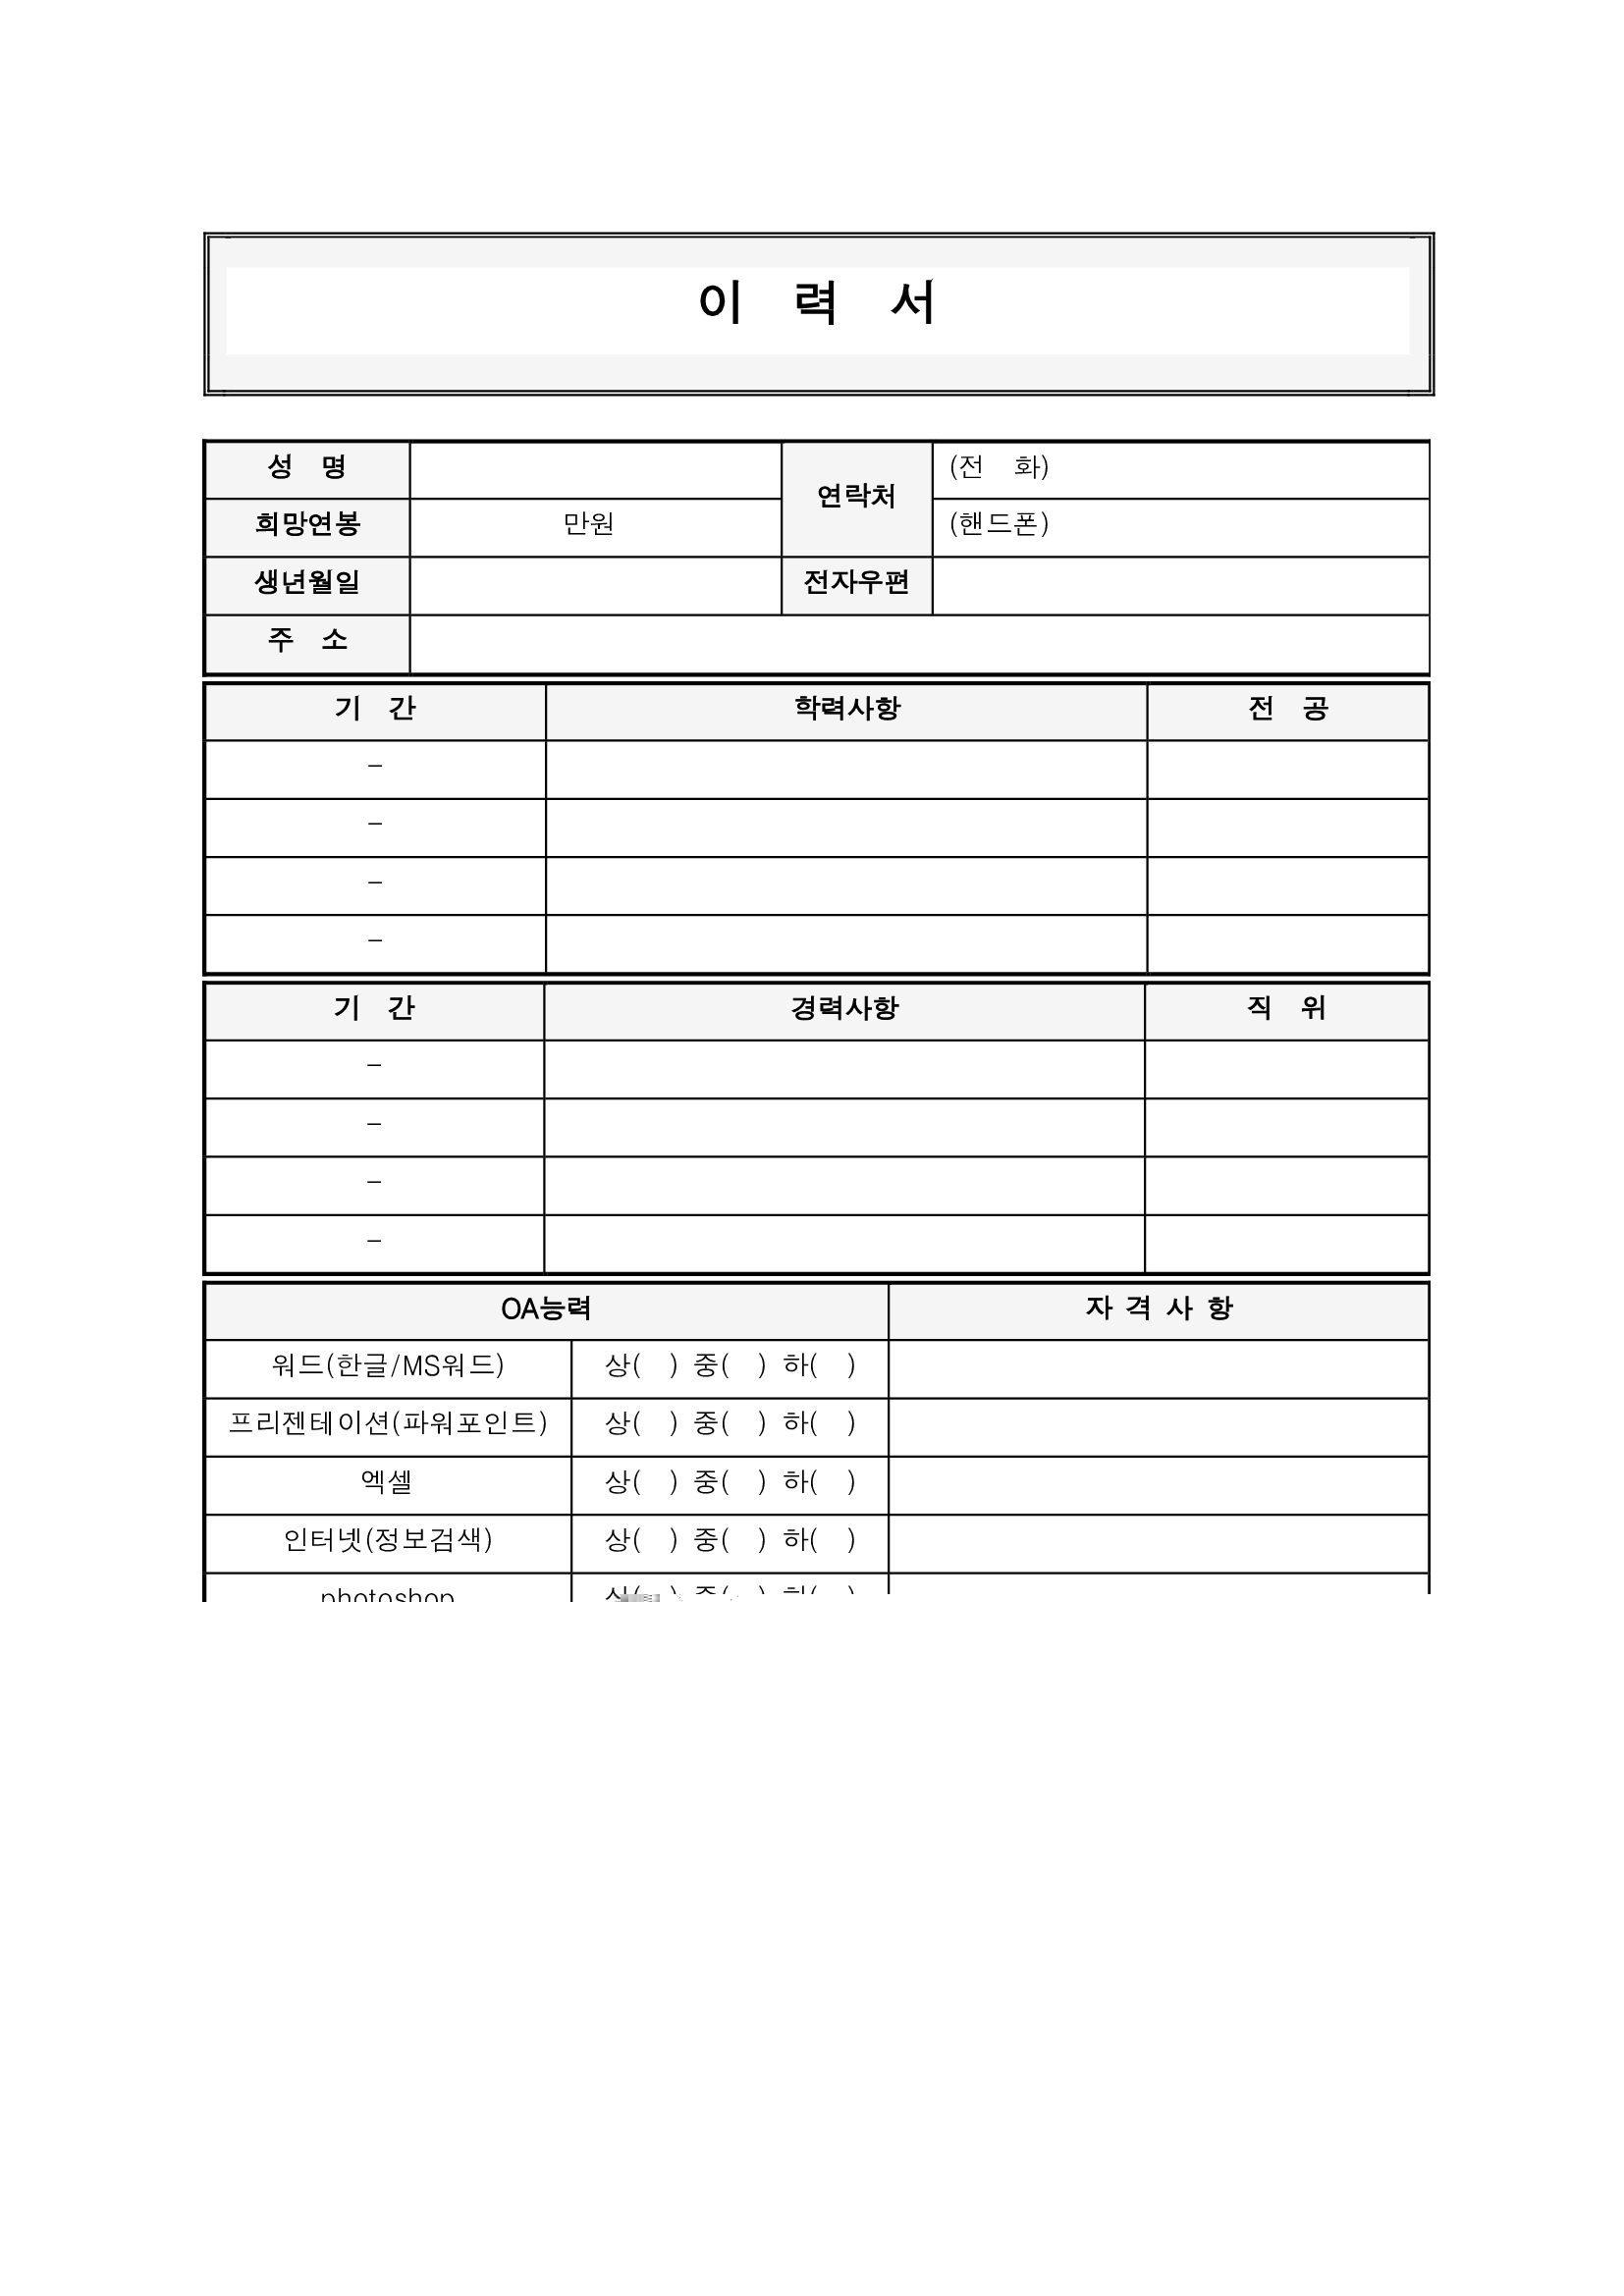 이 력 서
성 명
연락처
(전 화)
희망연봉 만원
(핸드폰)
생년월일 전자우편
주 소
기 간 학력사항 전 공
–
–
–
–
기 간 경력사항 직 위
–
–
–
–
OA능력 자 격 사 항
워드(한글/MS워드) 상( ) 중( ) 하( )
프리젠테이션(파워포인트) 상( ) 중( ) 하( )
엑셀 상( ) 중( ) 하( )
인터넷(정보검색) 상( ) 중( ) 하( )
photoshop 상( ) 중( ) 하( )